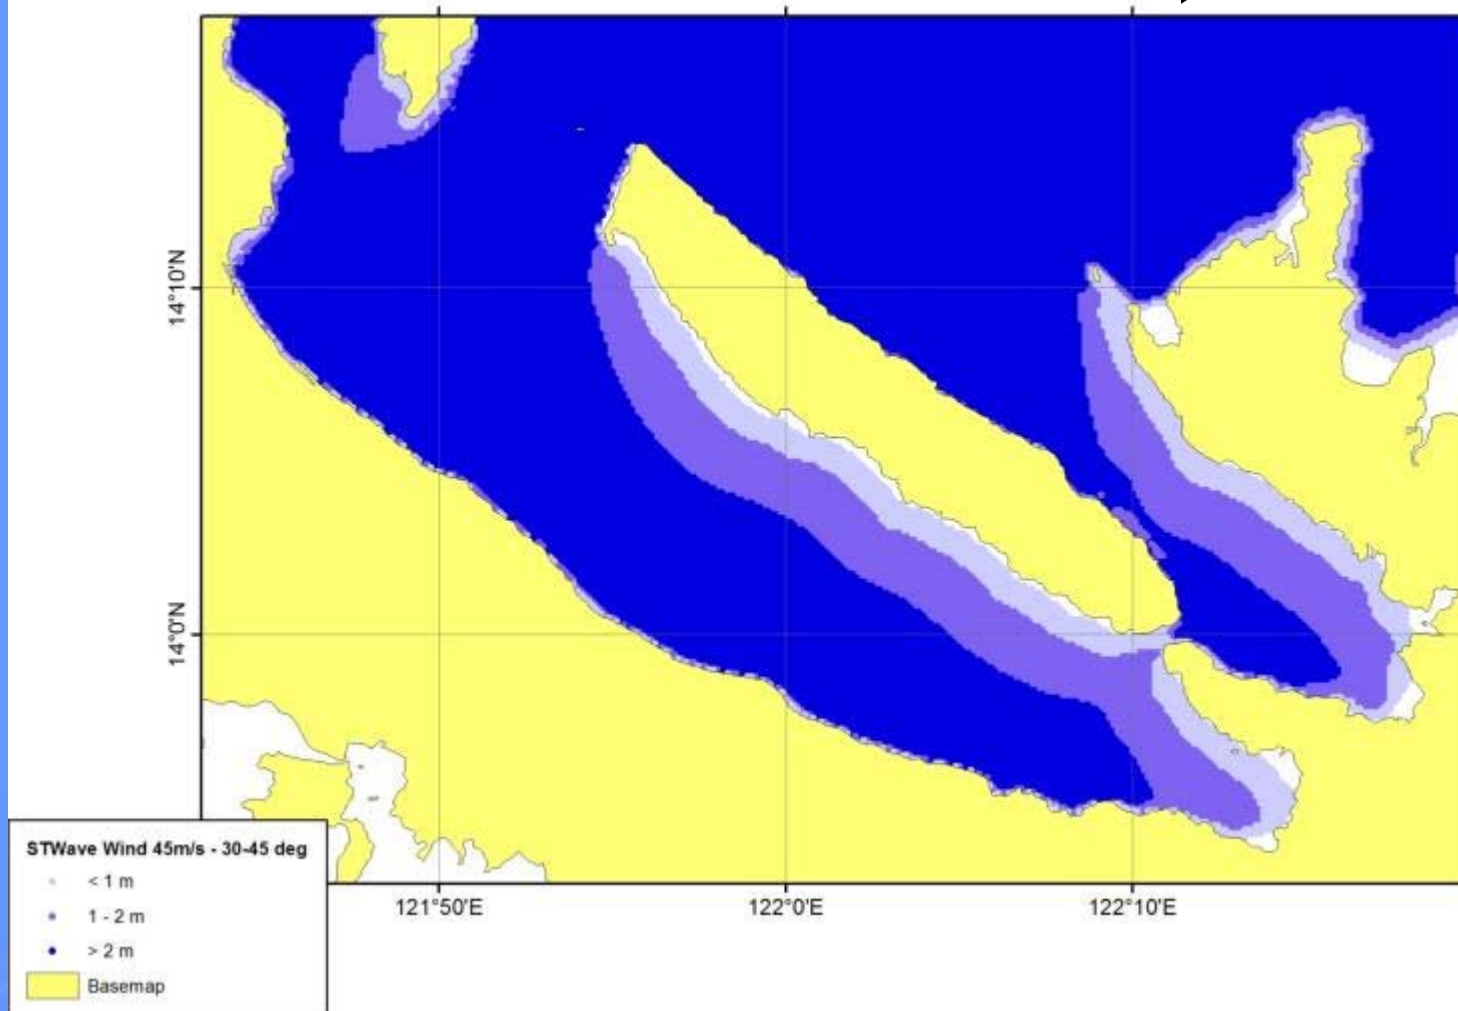 14°10'N
14°0'N
121°50'E
122°0'E
122°10'E
STWave Wind 45m/s - 30-45 deg
< 1 m
1 - 2 m
> 2 m
Basemap